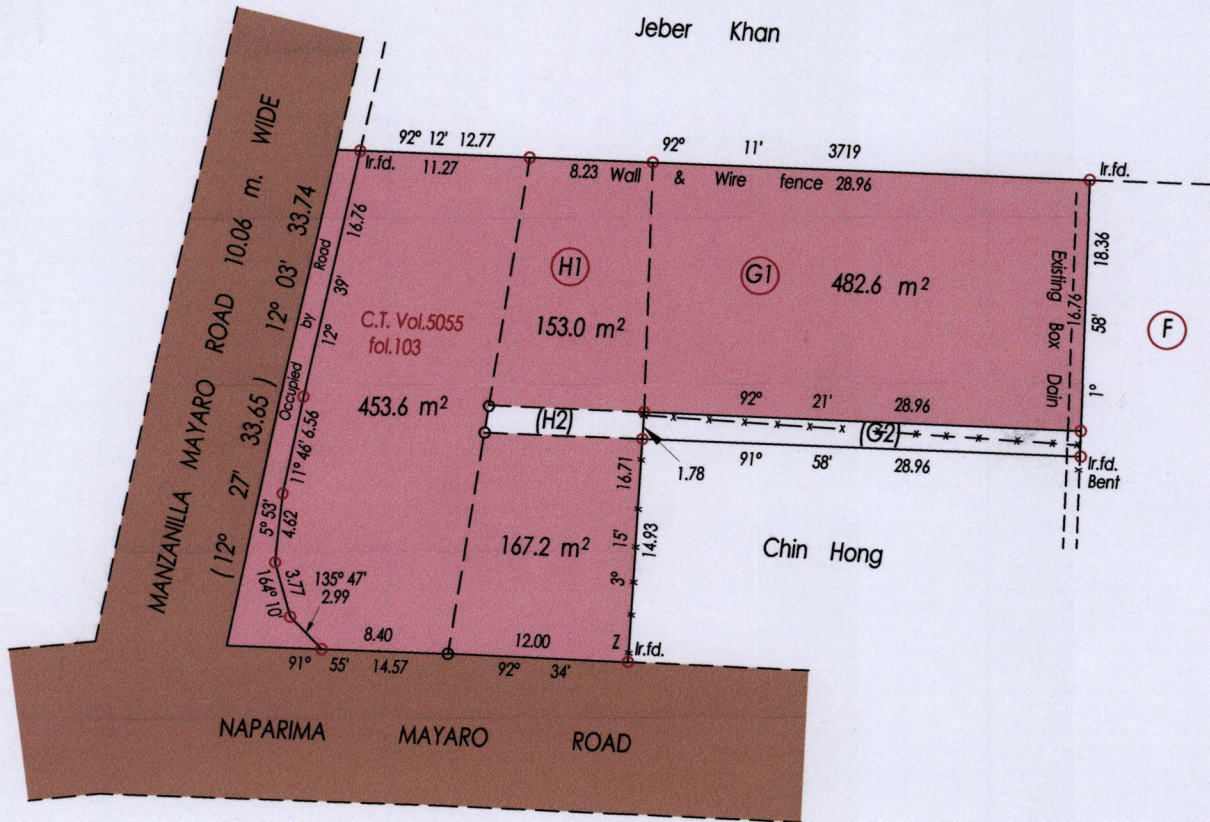 Jeber Khan
92° 12' 12.77
92° 11' 3719
Ir.fd.
Ir.fd.
11.27
8.23 Wall & Wire fence 28.96
MANZANILLA MAYARO ROAD 10.06 m. WIDE
(12° 27' 33.65) 12° 03' 33.74
Occupied by Road
12° 39' 16.76
H1
G1
482.6 m²
153.0 m²
C.T. Vol.5055
fol.103
453.6 m²
Existing Box Dain
19.76
1° 58' 18.36
F
92° 21' 28.96
(H2)
(G2)
1.78
91° 58' 28.96
Ir.fd.
Bent
11° 46' 6.56
5° 53'
4.62
3.77
164° 10'
135° 47'
2.99
16.71
3° 15' 14.93
167.2 m²
Chin Hong
8.40
12.00
Z
Ir.fd.
91° 55' 14.57
92° 34'
NAPARIMA MAYARO ROAD